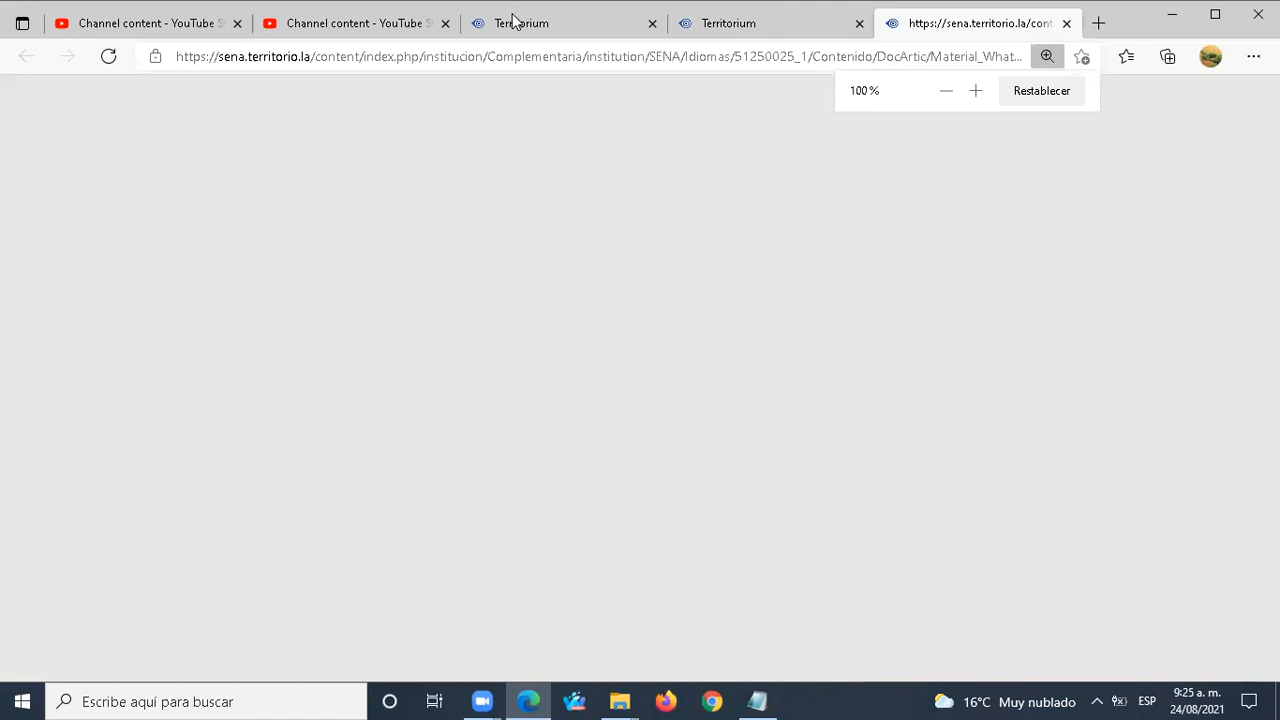 Channel content - YouTube S
Channel content - YouTube S
Territorium
Territorium
https://sena.territorio.la/cont
https://sena.territorio.la/content/index.php/institucion/Complementaria/institution/SENA/Idiomas/51250025_1/Contenido/DocArtic/Material_What...
100%
Restablecer
Escribe aquí para buscar
16°C Muy nublado
ESP
9:25 a. m.
24/08/2021